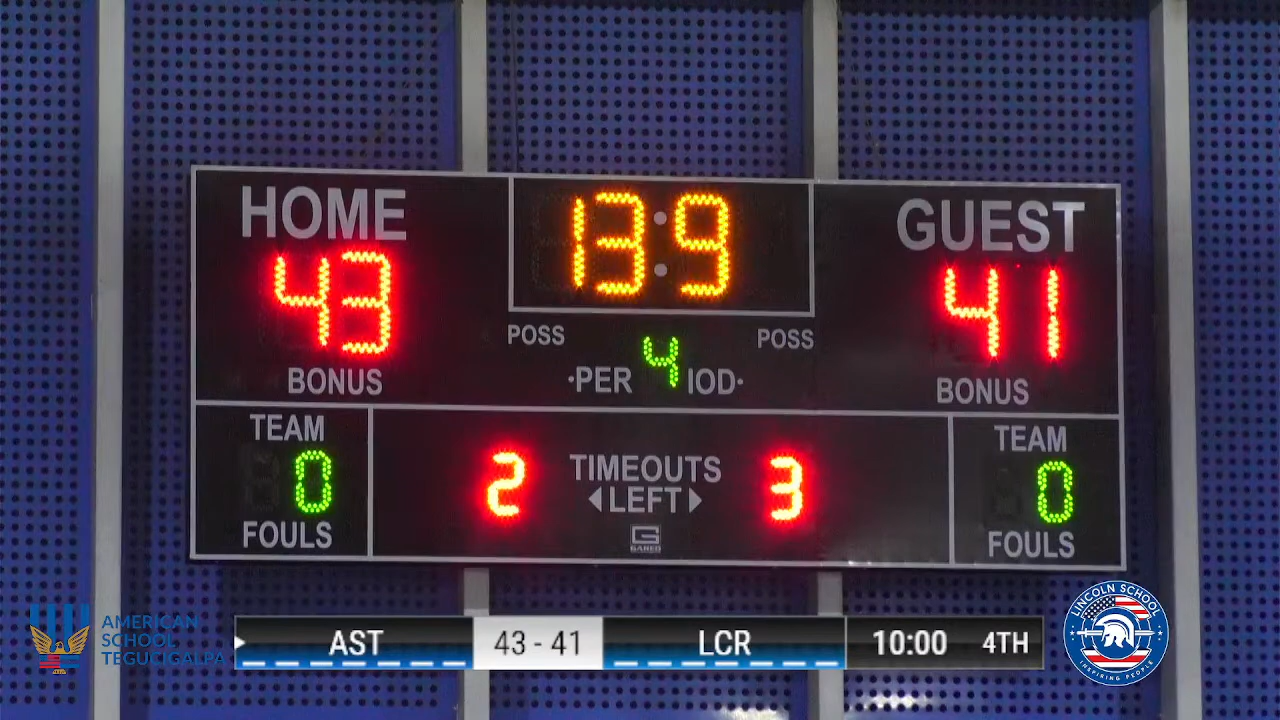 HOME
13:9
GUEST
43
41
POSS
4
POSS
BONUS
·PER
IOD·
BONUS
TEAM
TIMEOUTS
TEAM
0
2
◀LEFT▶
3
0
FOULS
G
GARED
FOULS
AMERICAN
SCHOOL
TEGUCIGALPA
AST
43 - 41
LCR
10:00
4TH
LINCOLN SCHOOL
INSPIRING PEOPLE